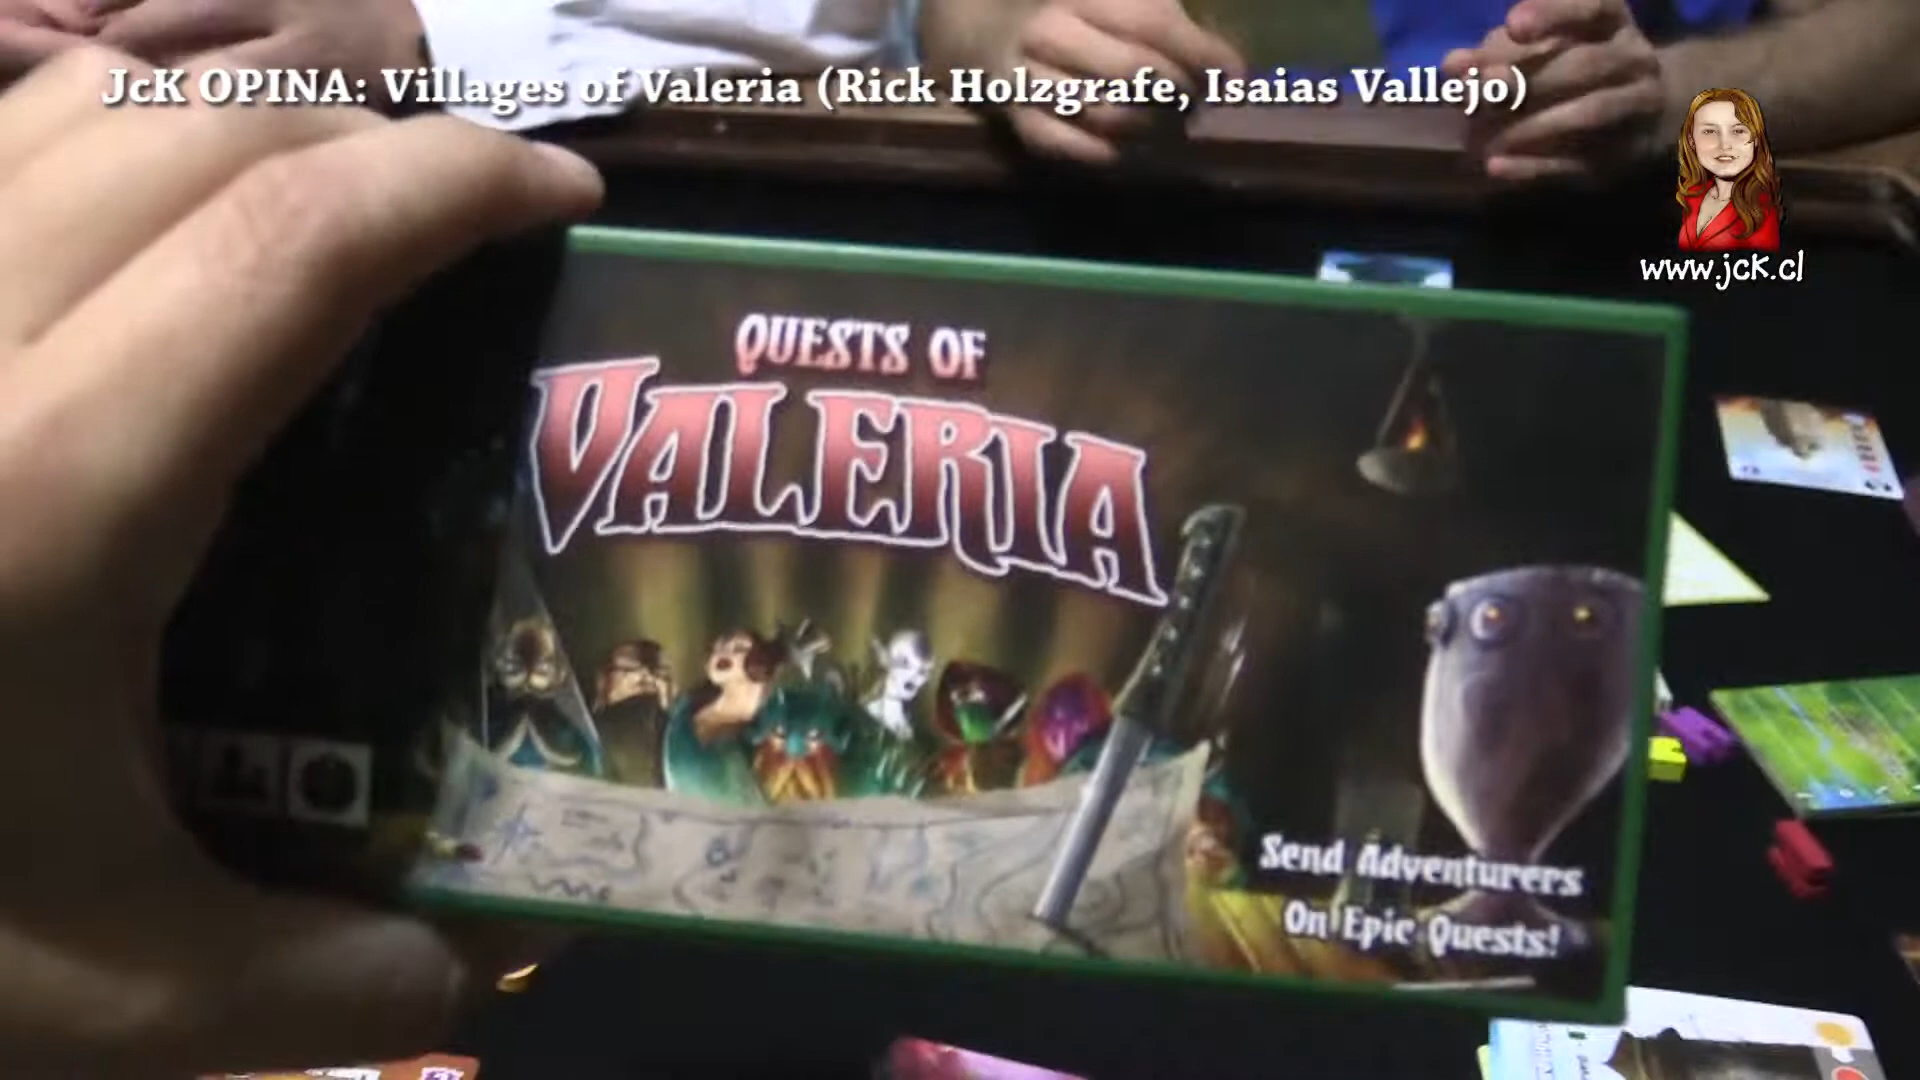 JcK OPINA: Villages of Valeria (Rick Holzgrafe, Isaias Vallejo)
www.jcK.cl
QUESTS OF
VALERIA
Send Adventurers
On Epic Quests!